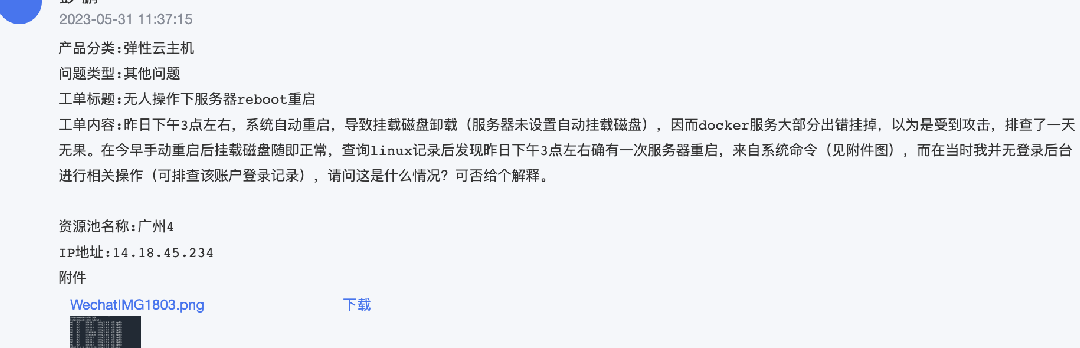 2023-05-31 11:37:15
产品分类:弹性云主机
问题类型:其他问题
工单标题:无人操作下服务器reboot重启
工单内容:昨日下午3点左右，系统自动重启，导致挂载磁盘卸载（服务器未设置自动挂载磁盘），因而docker服务大部分出错挂掉，以为是受到攻击，排查了一天
无果。在今早手动重启后挂载磁盘随即正常，查询linux记录后发现昨日下午3点左右确有一次服务器重启，来自系统命令（见附件图），而在当时我并无登录后台
进行相关操作（可排查该账户登录记录），请问这是什么情况？可否给个解释。
资源池名称:广州4
IP地址:14.18.45.234
附件
WechatIMG1803.png 下载